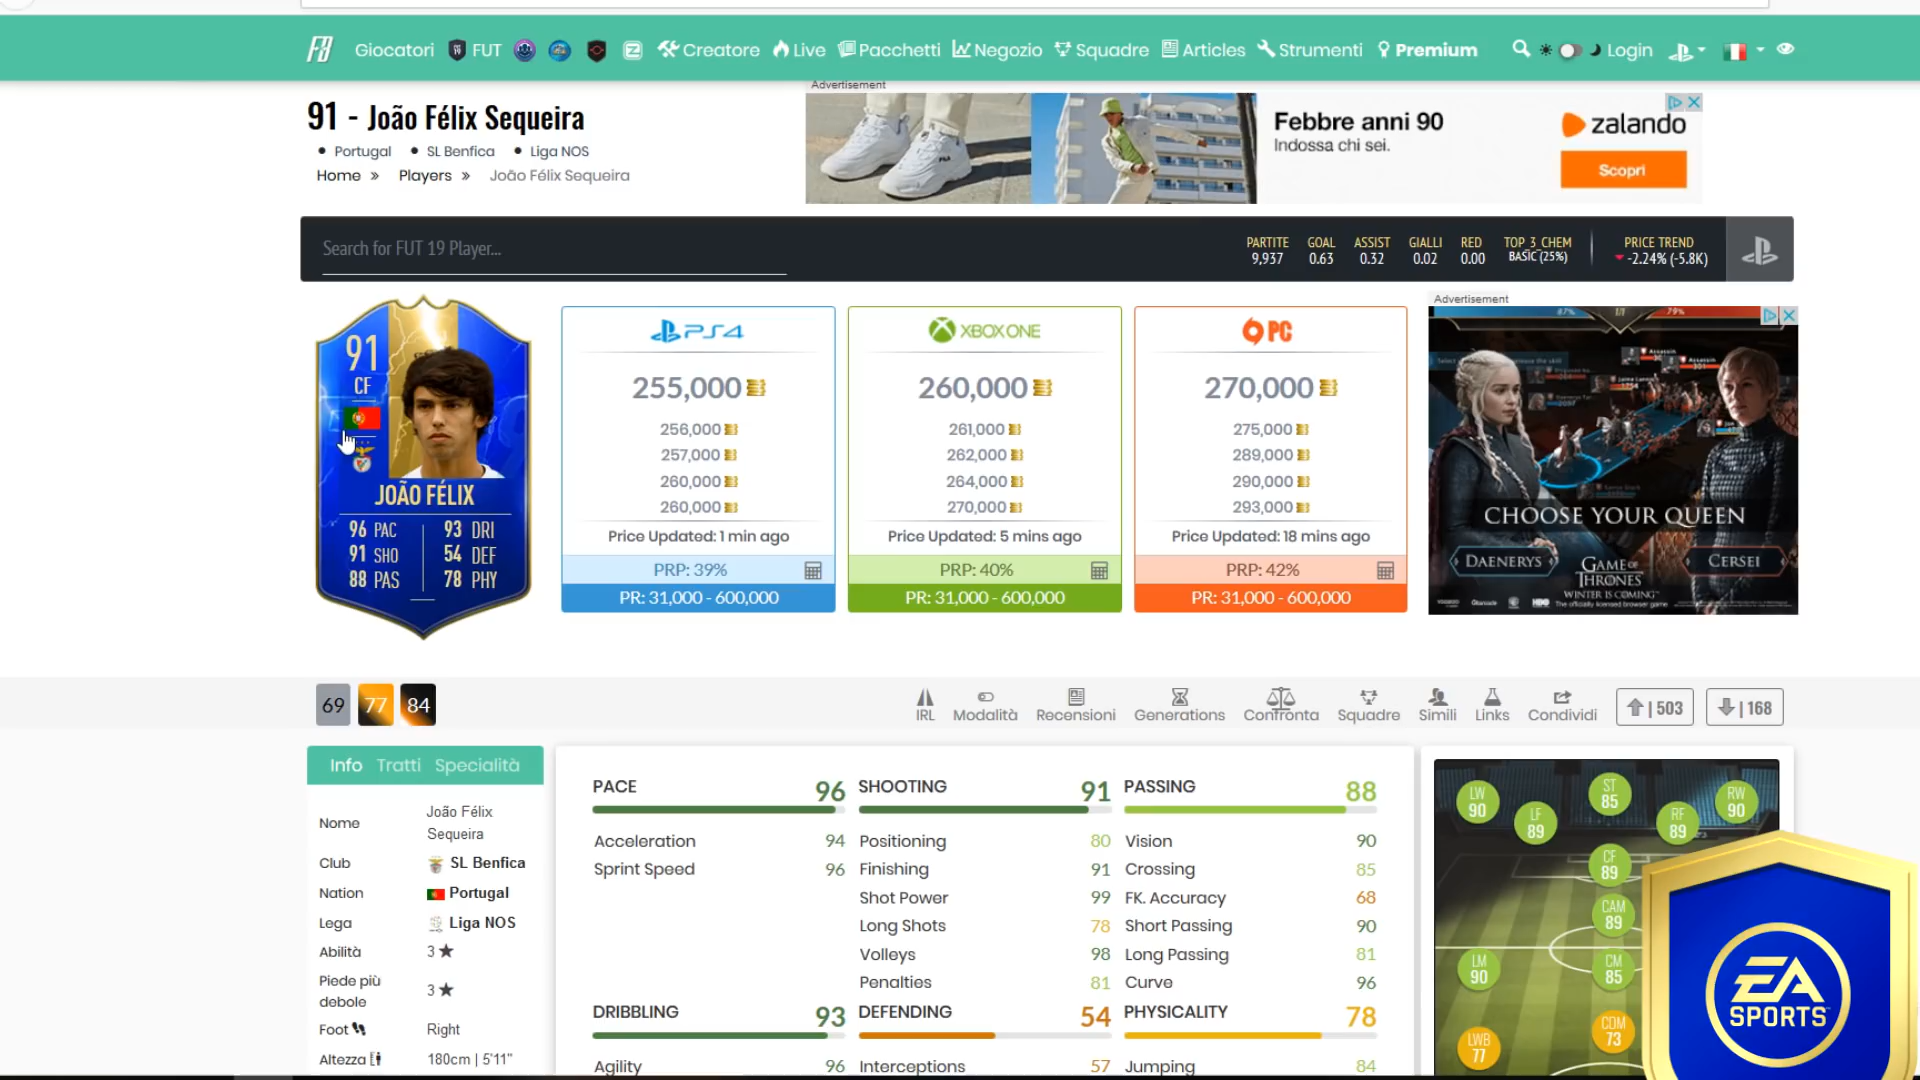 Giocatori FUT Creatore Live Pacchetti Negozio Squadre Articles Strumenti Premium Login
91 - João Félix Sequeira
• Portugal • SL Benfica • Liga NOS
Home » Players » João Félix Sequeira
Advertisement
Febbre anni 90
Indossa chi sei.
zalando
Scopri
Search for FUT 19 Player...
PARTITE GOAL ASSIST GIALLI RED TOP 3 CHEM PRICE TREND
9,937 0.63 0.32 0.02 0.00 BASIC (25%) -2.24% (-5.8K)
91
CF
JOÃO FÉLIX
96 PAC 93 DRI
91 SHO 54 DEF
88 PAS 78 PHY
PS4
255,000
256,000
257,000
260,000
260,000
Price Updated: 1 min ago
PRP: 39%
PR: 31,000 - 600,000
XBOX ONE
260,000
261,000
262,000
264,000
270,000
Price Updated: 5 mins ago
PRP: 40%
PR: 31,000 - 600,000
PC
270,000
275,000
289,000
290,000
293,000
Price Updated: 18 mins ago
PRP: 42%
PR: 31,000 - 600,000
Advertisement
87% 1/1 79%
CHOOSE YOUR QUEEN
DAENERYS
GAME OF THRONES
WINTER IS COMING
CERSEI
The officially licensed browser game
69 77 84
IRL Modalità Recensioni Generations Confronta Squadre Simili Links Condividi | 503 | 168
Info Tratti Specialità
Nome João Félix Sequeira
Club SL Benfica
Nation Portugal
Lega Liga NOS
Abilità 3 ★
Piede più debole 3 ★
Foot Right
Altezza 180cm | 5'11"
PACE 96
Acceleration 94
Sprint Speed 96
SHOOTING 91
Positioning 80
Finishing 91
Shot Power 99
Long Shots 78
Volleys 98
Penalties 81
PASSING 88
Vision 90
Crossing 85
FK. Accuracy 68
Short Passing 90
Long Passing 81
Curve 96
DRIBBLING 93
Agility 96
DEFENDING 54
Interceptions 57
PHYSICALITY 78
Jumping 84
LW 90
LF 89
ST 85
RF 89
RW 90
CF 89
CAM 89
LM 90
CM 85
LWB 77
CDM 73
EA
SPORTS